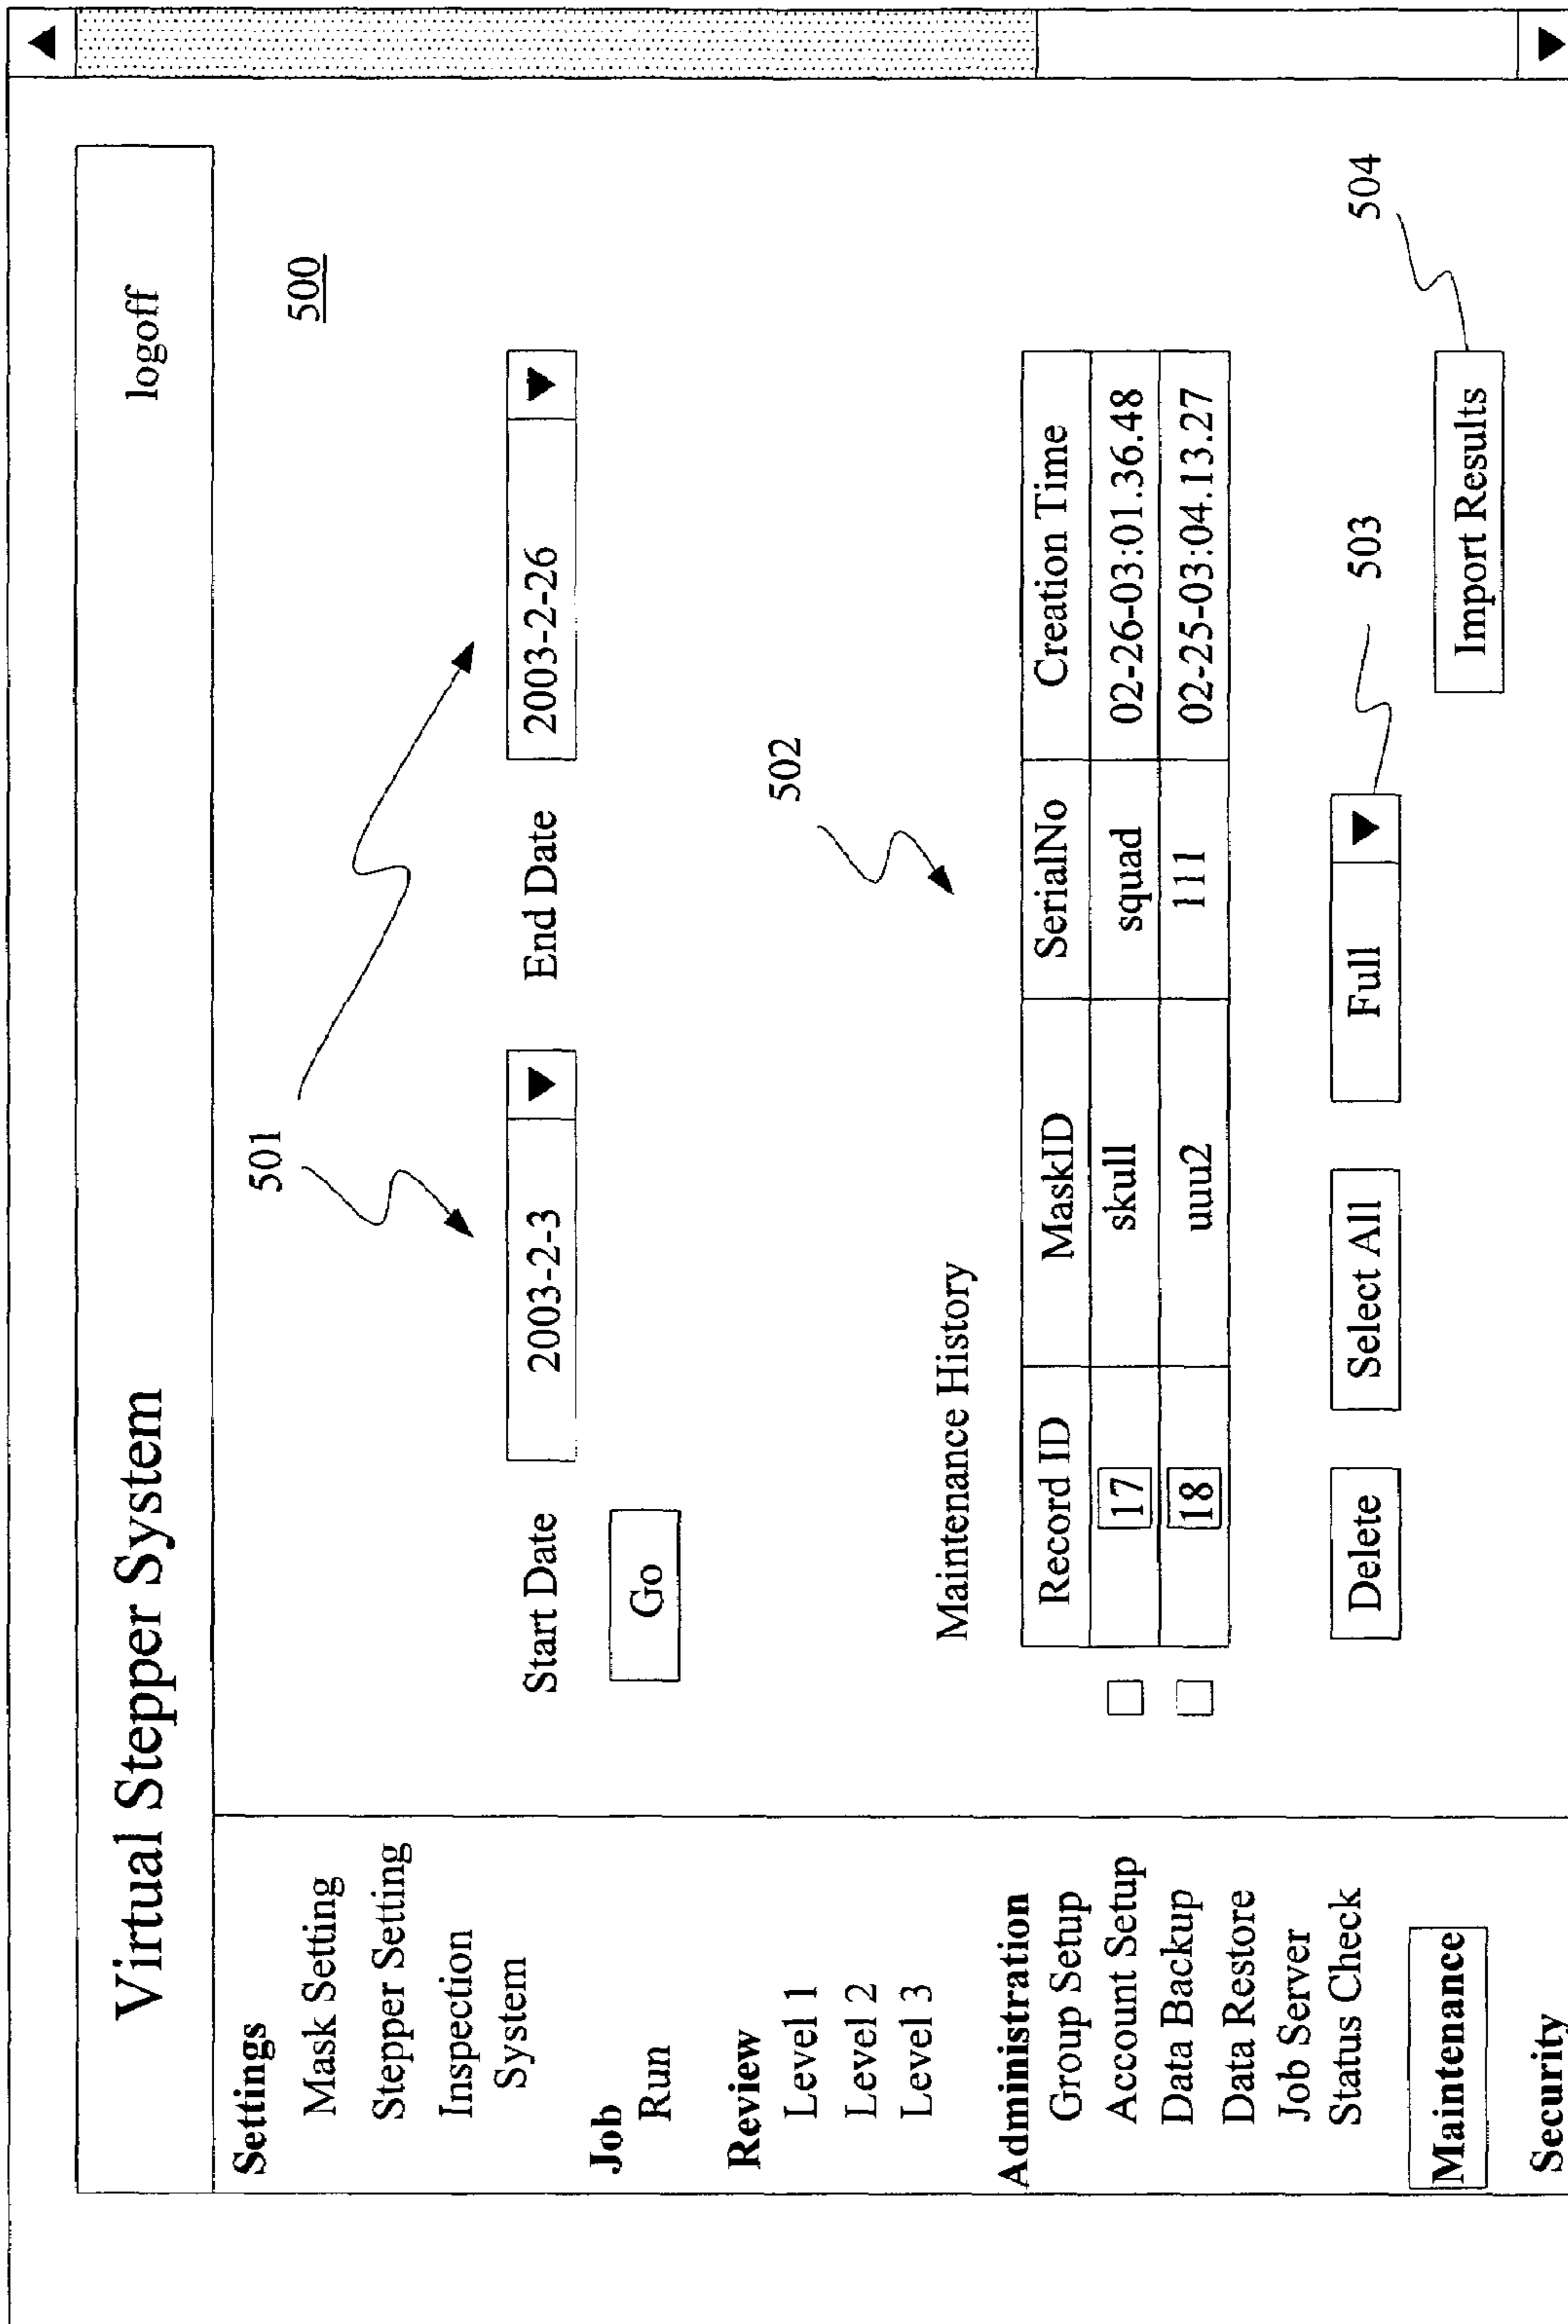 Virtual Stepper System logoff
Settings
Mask Setting
Stepper Setting
Inspection
System
Job
Run
Review
Level 1
Level 2
Level 3
Administration
Group Setup
Account Setup
Data Backup
Data Restore
Job Server
Status Check
Maintenance
Security
500
501
Start Date 2003-2-3 End Date 2003-2-26
Go
502
Maintenance History
Record ID MaskID SerialNo Creation Time
17 skull squad 02-26-03:01.36.48
18 uuu2 111 02-25-03:04.13.27
Delete Select All Full 503
Import Results 504